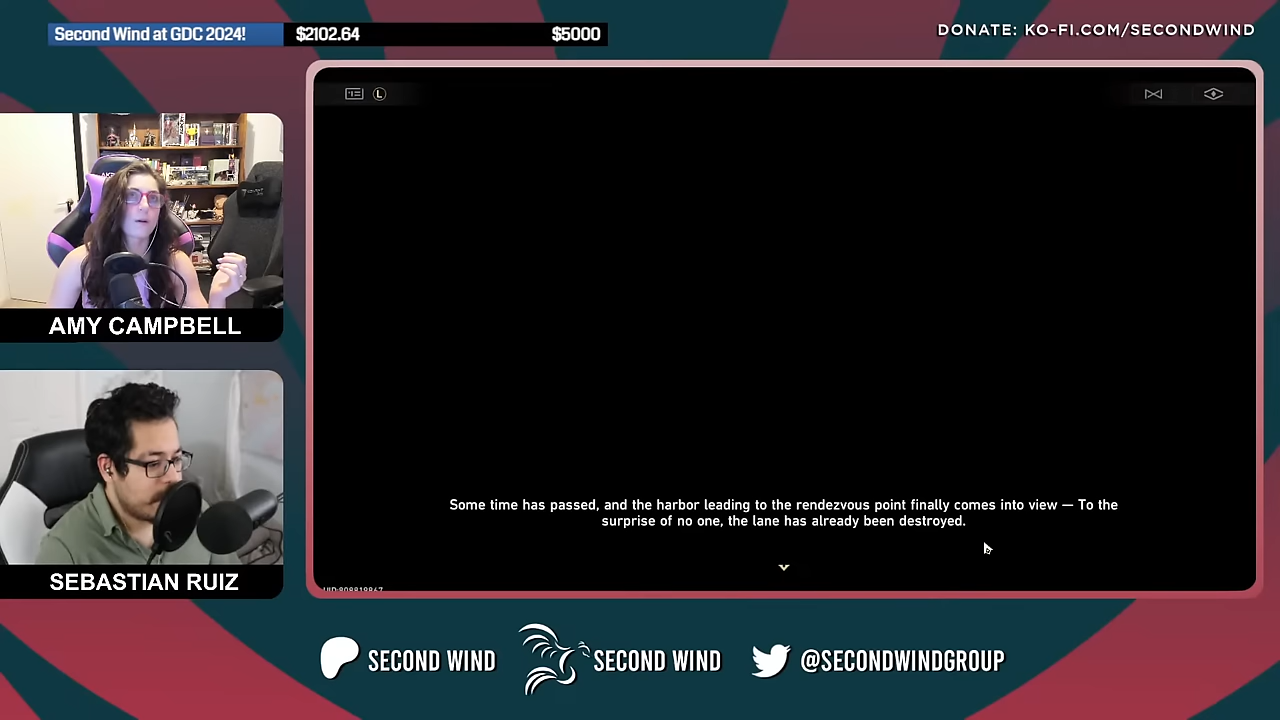 Second Wind at GDC 2024!
$2102.64
$5000
DONATE: KO-FI.COM/SECONDWIND
L
AMY CAMPBELL
SEBASTIAN RUIZ
Some time has passed, and the harbor leading to the rendezvous point finally comes into view — To the
surprise of no one, the lane has already been destroyed.
SECOND WIND
SECOND WIND
@SECONDWINDGROUP